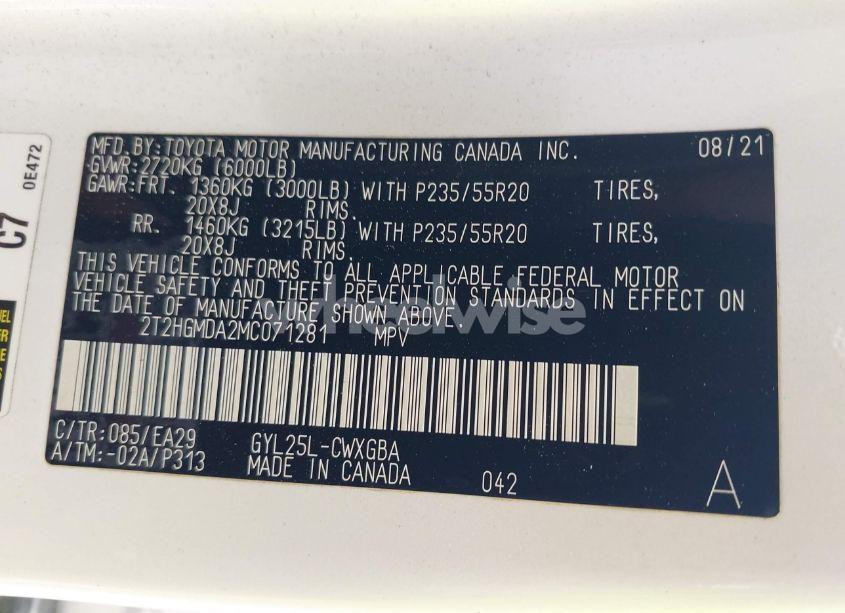 MFD. BY: TOYOTA MOTOR MANUFACTURING CANADA INC. 08/21
GVWR: 2720KG (6000LB)
GAWR: FRT. 1360KG (3000LB) WITH P235/55R20 TIRES,
20X8J RIMS.
RR. 1460KG (3215LB) WITH P235/55R20 TIRES,
20X8J RIMS.
THIS VEHICLE CONFORMS TO ALL APPLICABLE FEDERAL MOTOR
VEHICLE SAFETY AND THEFT PREVENTION STANDARDS IN EFFECT ON
THE DATE OF MANUFACTURE SHOWN ABOVE.
2T2HGMDA2MC071281 MPV
C/TR: 085/EA29 GYL25L-CWXGBA
A/TM: -02A/P313 MADE IN CANADA 042 A
C7
0E472
wheelwise